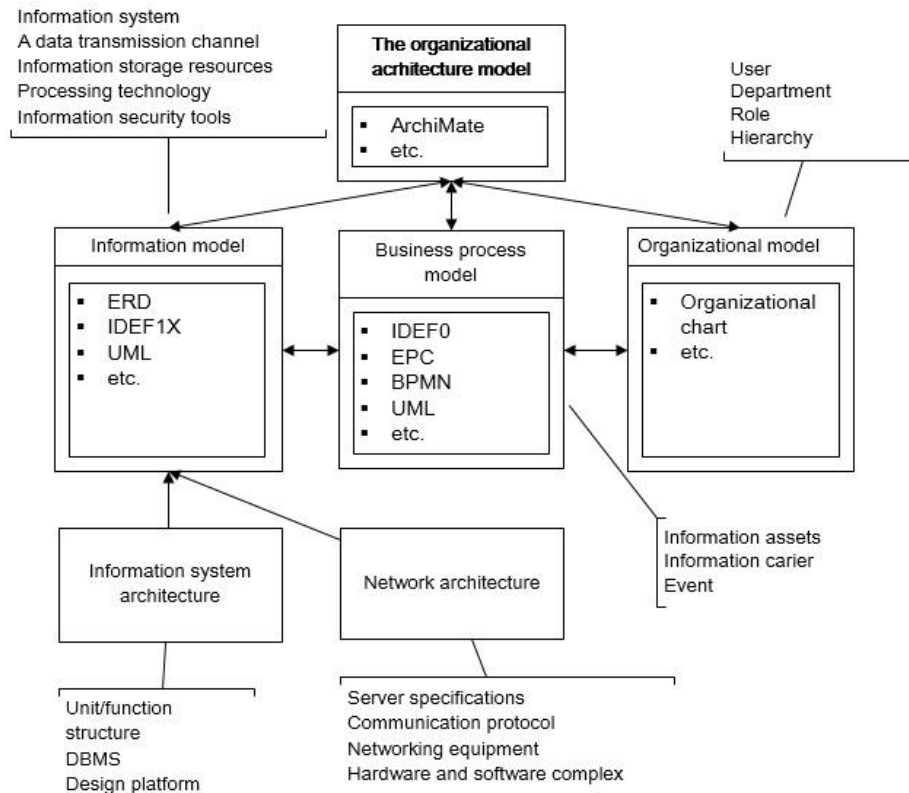 Information system
A data transmission channel
Information storage resources
Processing technology
Information security tools
The organizational
acrhitecture model
▪ ArchiMate
▪ etc.
User
Department
Role
Hierarchy
Information model
▪ ERD
▪ IDEF1X
▪ UML
▪ etc.
Business process
model
▪ IDEF0
▪ EPC
▪ BPMN
▪ UML
▪ etc.
Organizational model
▪ Organizational
chart
▪ etc.
Information assets
Information carier
Event
Information system
architecture
Network architecture
Unit/function
structure
DBMS
Design platform
Server specifications
Communication protocol
Networking equipment
Hardware and software complex